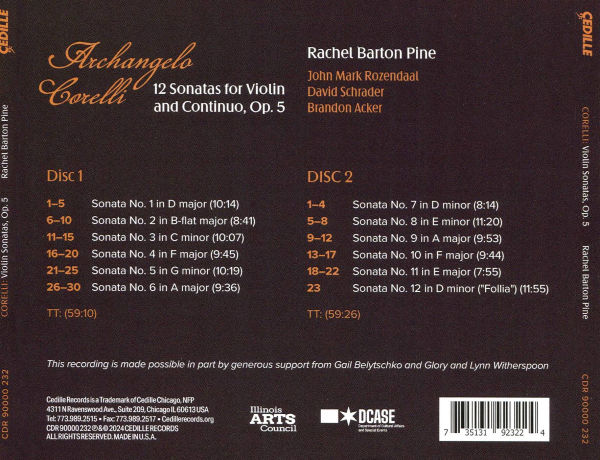 CEDILLE
Rachel Barton Pine
CORELLI: Violin Sonatas, Op. 5
CDR 90000 232
Archangelo
Corelli
12 Sonatas for Violin
and Continuo, Op. 5
Rachel Barton Pine
John Mark Rozendaal
David Schrader
Brandon Acker
Disc 1
1–5 Sonata No. 1 in D major (10:14)
6–10 Sonata No. 2 in B-flat major (8:41)
11–15 Sonata No. 3 in C minor (10:07)
16–20 Sonata No. 4 in F major (9:45)
21–25 Sonata No. 5 in G minor (10:19)
26–30 Sonata No. 6 in A major (9:36)
TT: (59:10)
DISC 2
1–4 Sonata No. 7 in D minor (8:14)
5–8 Sonata No. 8 in E minor (11:20)
9–12 Sonata No. 9 in A major (9:53)
13–17 Sonata No. 10 in F major (9:44)
18–22 Sonata No. 11 in E major (7:55)
23 Sonata No. 12 in D minor ("Follia") (11:55)
TT: (59:26)
This recording is made possible in part by generous support from Gail Belytschko and Glory and Lynn Witherspoon
Cedille Records is a Trademark of Cedille Chicago, NFP
4311 N Ravenswood Ave., Suite 209, Chicago IL 60613 USA
Tel: 773.989.2515 • Fax: 773.989.2517 • Cedillerecords.org
CDR 90000 232 ℗ & © 2024 CEDILLE RECORDS
ALL RIGHTS RESERVED. MADE IN U.S.A.
Illinois
ARTS
Council
DCASE
Department of Cultural Affairs
and Special Events
7 35131 92322 4
CEDILLE
CORELLI: Violin Sonatas, Op. 5
Rachel Barton Pine
CDR 90000 232